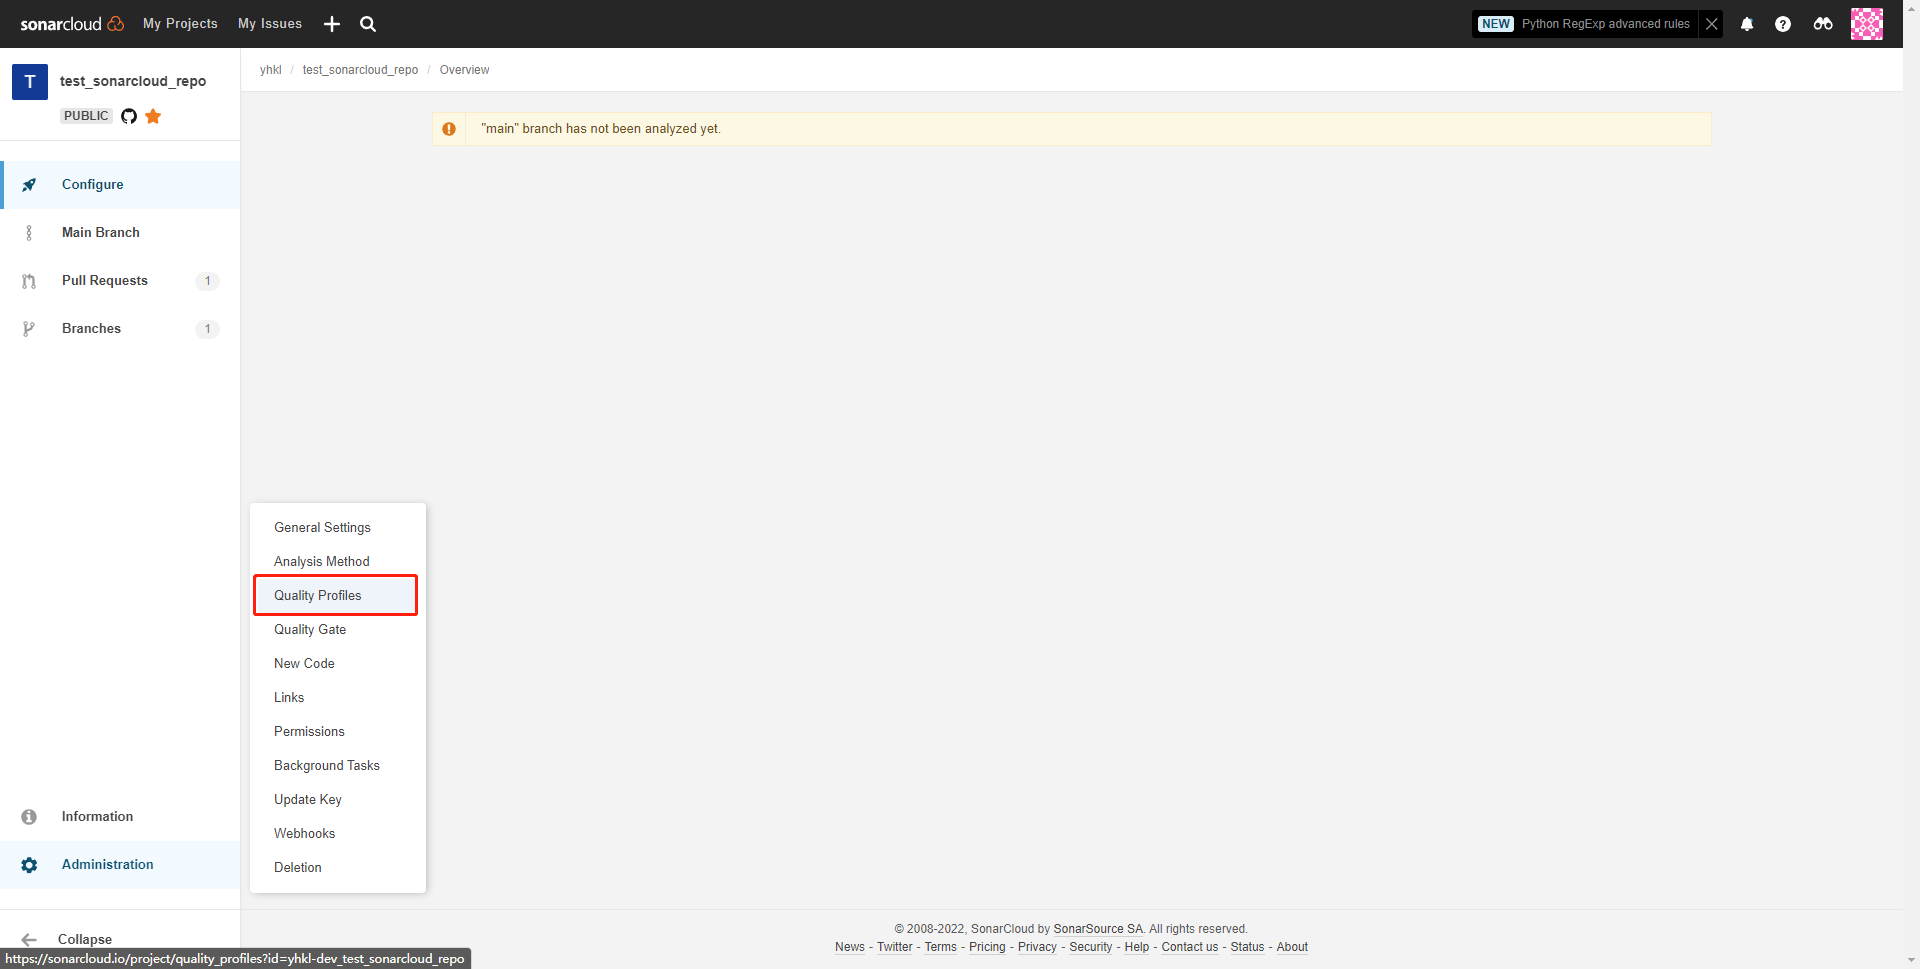 sonarcloud My Projects My Issues NEW Python RegExp advanced rules
T test_sonarcloud_repo
PUBLIC
yhkl / test_sonarcloud_repo / Overview
"main" branch has not been analyzed yet.
Configure
Main Branch
Pull Requests 1
Branches 1
General Settings
Analysis Method
Quality Profiles
Quality Gate
New Code
Links
Permissions
Background Tasks
Update Key
Webhooks
Deletion
Information
Administration
Collapse
© 2008-2022, SonarCloud by SonarSource SA. All rights reserved.
News - Twitter - Terms - Pricing - Privacy - Security - Help - Contact us - Status - About
https://sonarcloud.io/project/quality_profiles?id=yhkl-dev_test_sonarcloud_repo